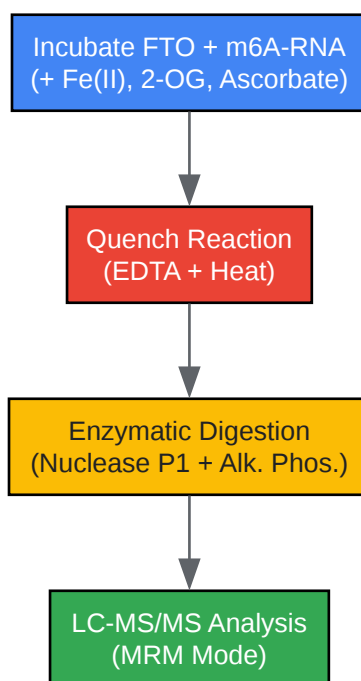 Incubate FTO + m6A-RNA
(+ Fe(II), 2-OG, Ascorbate)
Quench Reaction
(EDTA + Heat)
Enzymatic Digestion
(Nuclease P1 + Alk. Phos.)
LC-MS/MS Analysis
(MRM Mode)